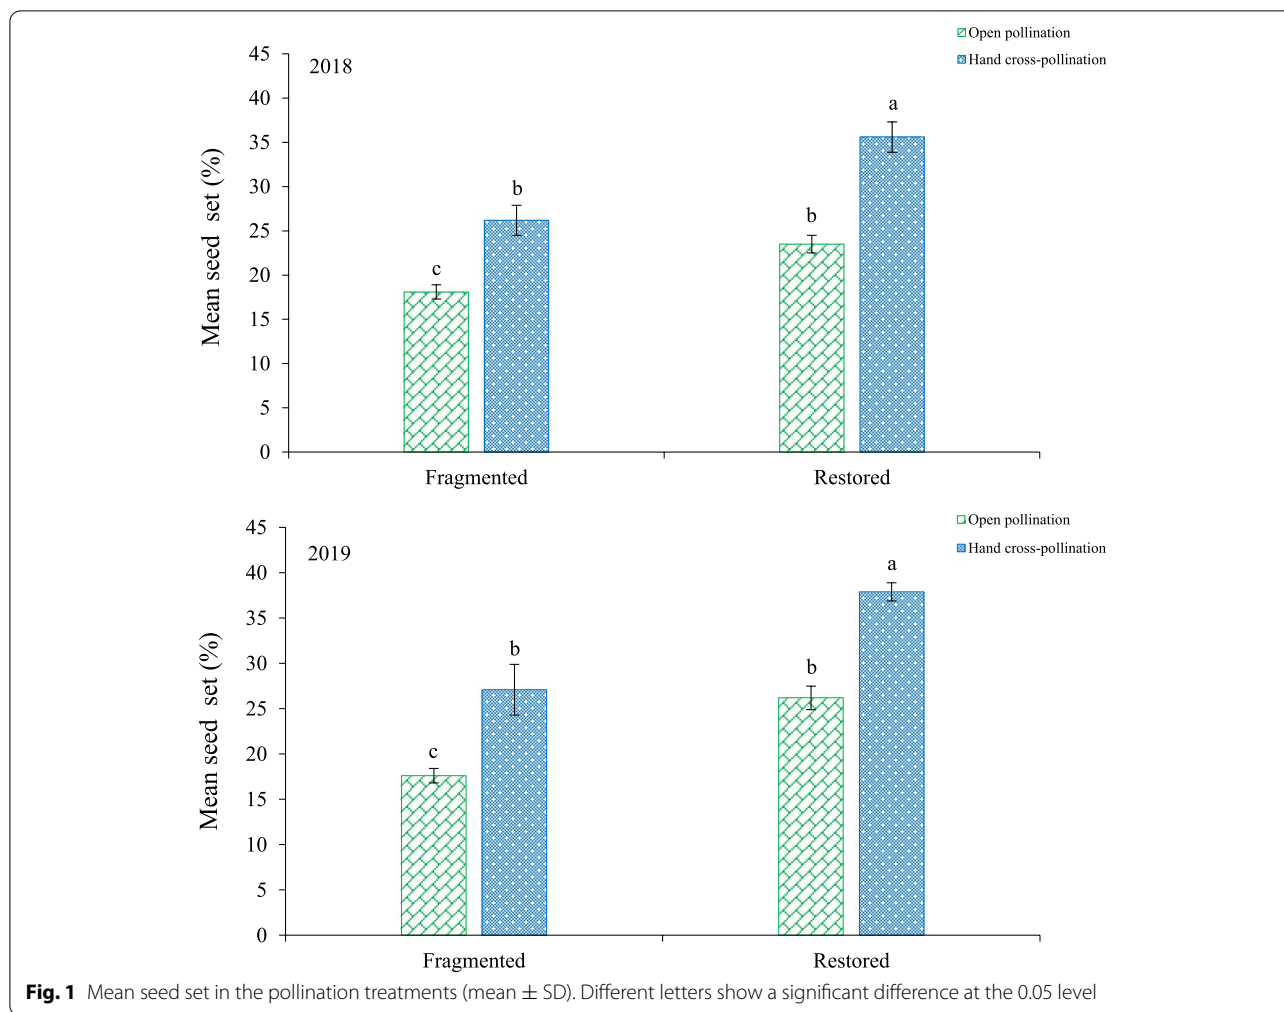 Open pollination
Hand cross-pollination
2018
45
40
35
30
25
20
15
10
5
0
Mean seed set (%)
c
b
b
a
Fragmented
Restored
Open pollination
Hand cross-pollination
2019
45
40
35
30
25
20
15
10
5
0
Mean seed set (%)
c
b
b
a
Fragmented
Restored
Fig. 1 Mean seed set in the pollination treatments (mean ± SD). Different letters show a significant difference at the 0.05 level